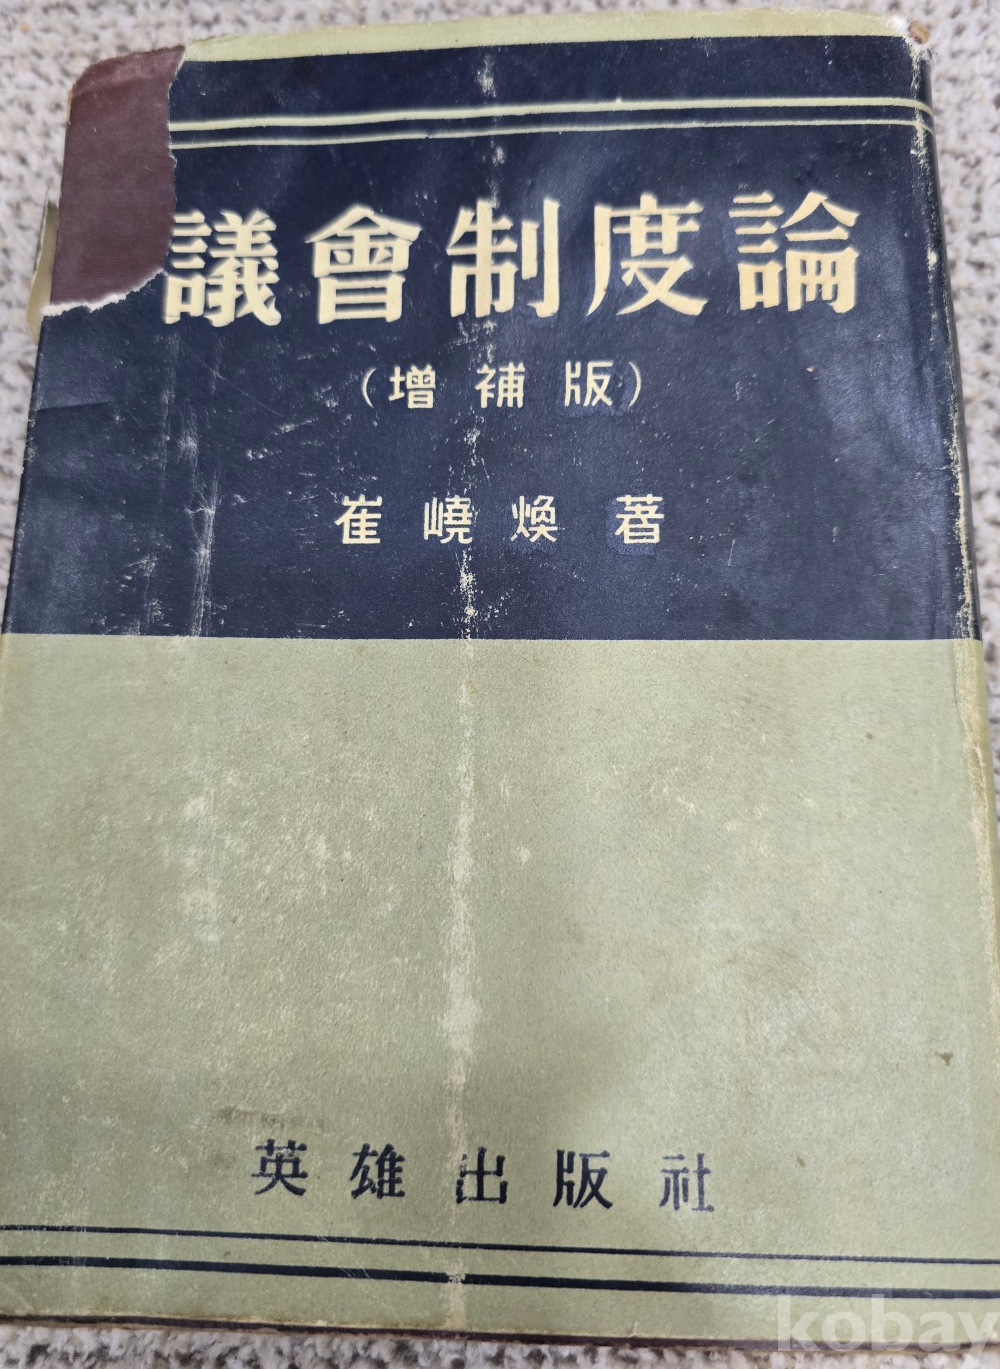 議會制度論
(增補版)
崔嶢煥 著
英雄出版社
kobay